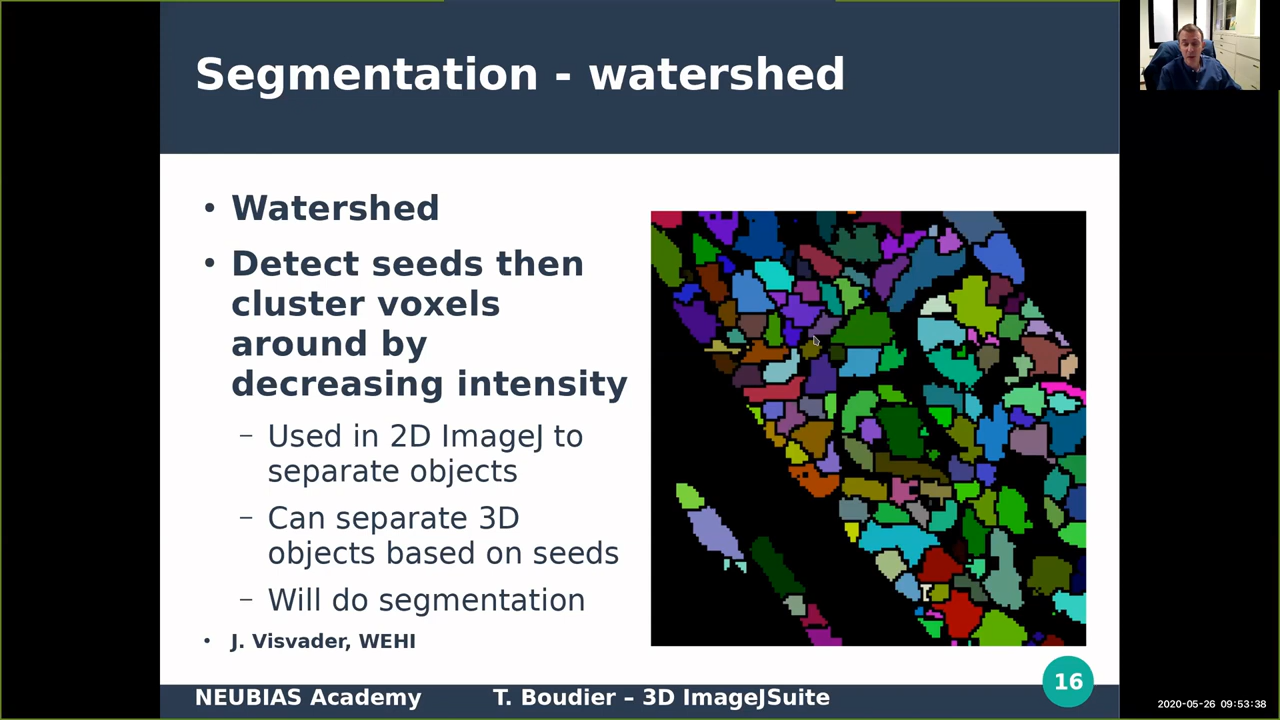 Segmentation - watershed
• Watershed
• Detect seeds then
cluster voxels
around by
decreasing intensity
– Used in 2D ImageJ to
separate objects
– Can separate 3D
objects based on seeds
– Will do segmentation
• J. Visvader, WEHI
16
NEUBIAS Academy T. Boudier – 3D ImageJSuite
2020-05-26 09:53:38